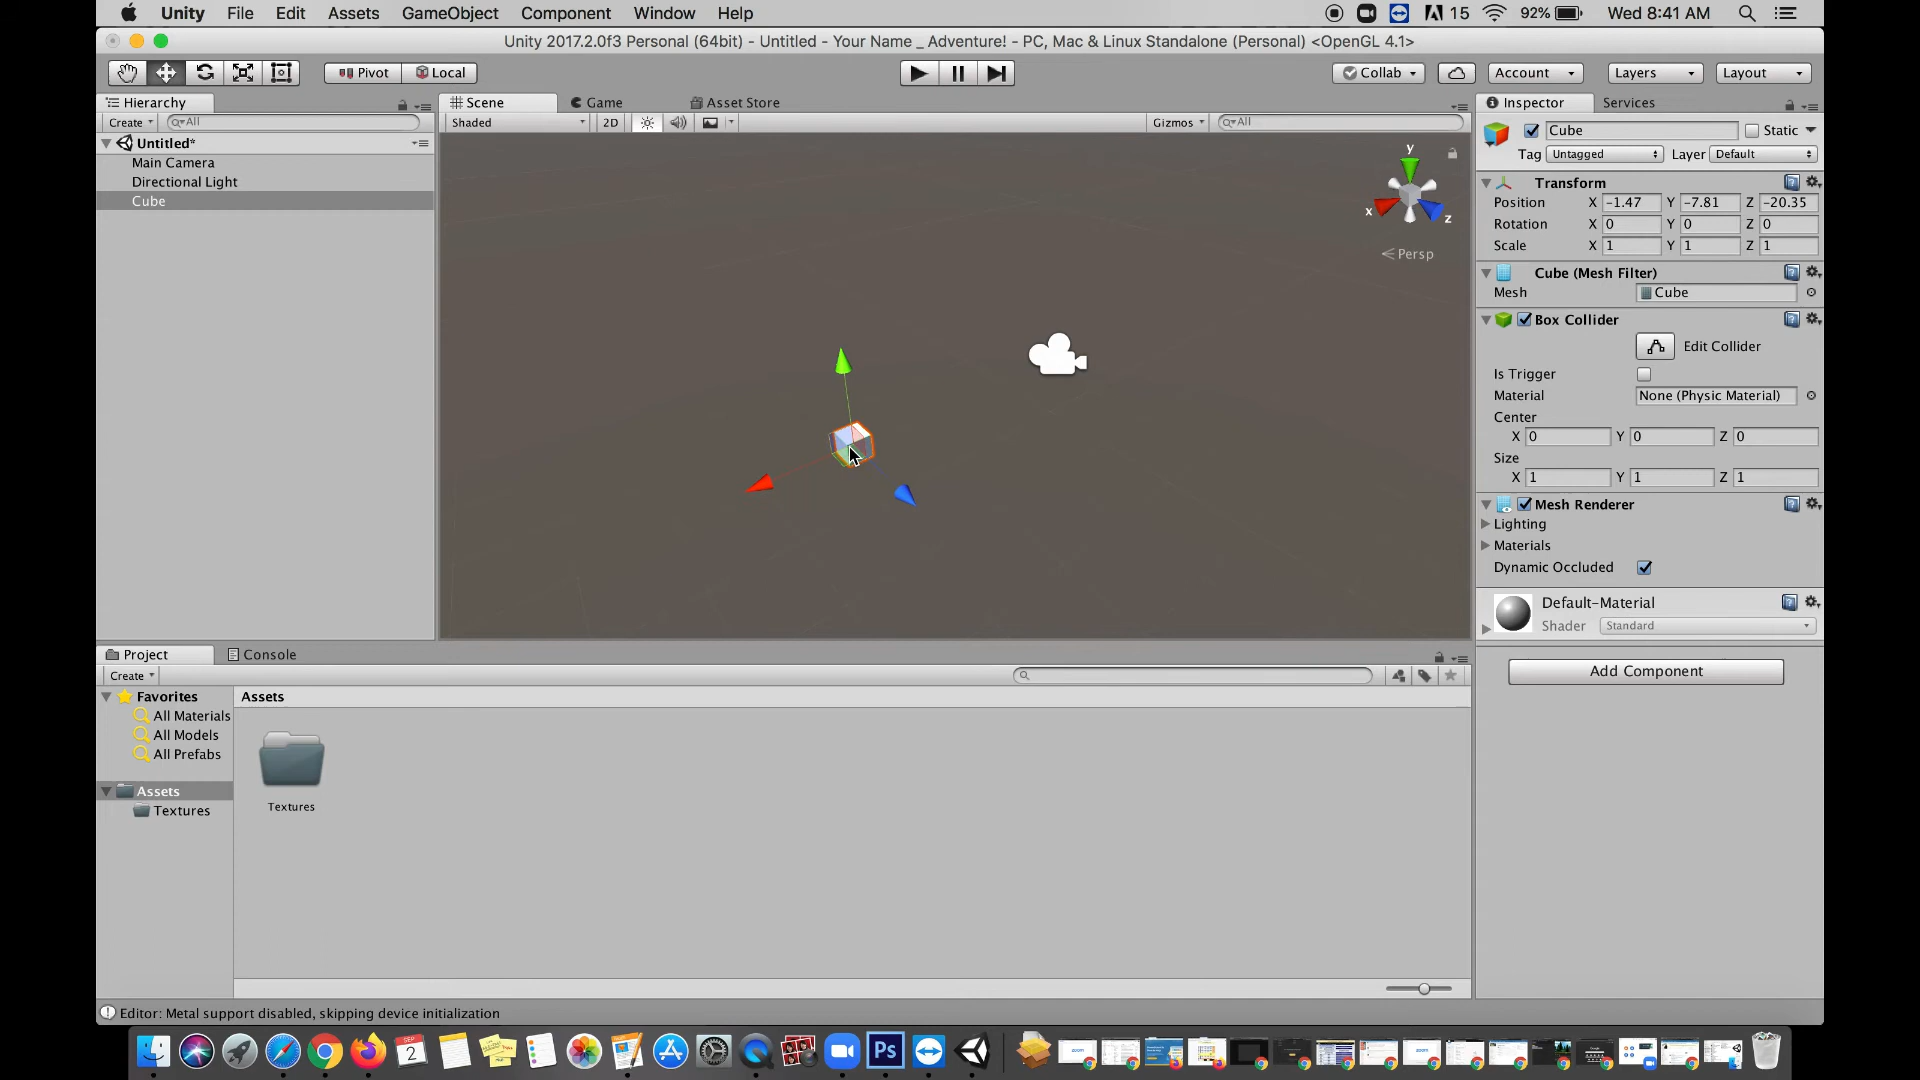 Unity File Edit Assets GameObject Component Window Help 15 92% Wed 8:41 AM
Unity 2017.2.0f3 Personal (64bit) - Untitled - Your Name _ Adventure! - PC, Mac & Linux Standalone (Personal) <OpenGL 4.1>
Pivot Local Collab Account Layers Layout
Hierarchy
Create All
Untitled*
Main Camera
Directional Light
Cube
Scene Game Asset Store
Shaded 2D Gizmos All
y
x z
Persp
Inspector Services
Cube Static
Tag Untagged Layer Default
Transform
Position X -1.47 Y -7.81 Z -20.35
Rotation X 0 Y 0 Z 0
Scale X 1 Y 1 Z 1
Cube (Mesh Filter)
Mesh Cube
Box Collider
Edit Collider
Is Trigger
Material None (Physic Material)
Center
X 0 Y 0 Z 0
Size
X 1 Y 1 Z 1
Mesh Renderer
Lighting
Materials
Dynamic Occluded
Default-Material
Shader Standard
Add Component
Project Console
Create
Favorites
All Materials
All Models
All Prefabs
Assets
Textures
Assets
Textures
Editor: Metal support disabled, skipping device initialization
SEP
2
Ps